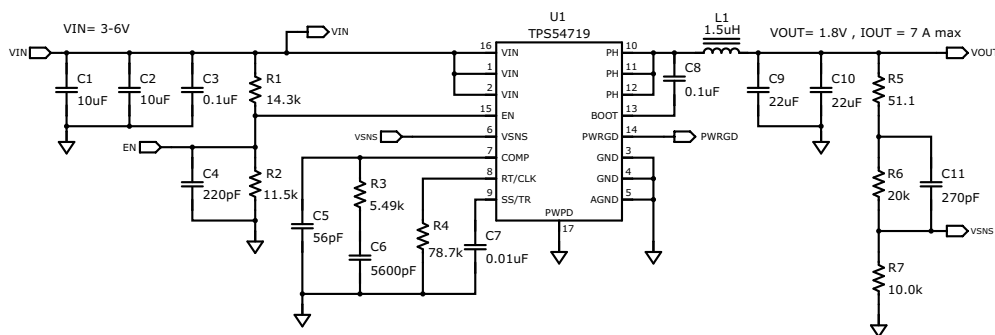 VIN= 3-6V
VIN
VIN
U1
TPS54719
L1
1.5uH
VOUT= 1.8V , IOUT = 7 A max
VOUT
C1
10uF
C2
10uF
C3
0.1uF
R1
14.3k
EN
C4
220pF
R2
11.5k
VSNS
16 VIN
1 VIN
2 VIN
15 EN
6 VSNS
7 COMP
8 RT/CLK
9 SS/TR
PH 10
PH 11
PH 12
BOOT 13
PWRGD 14
GND 3
GND 4
AGND 5
PWPD
17
C8
0.1uF
PWRGD
C9
22uF
C10
22uF
R5
51.1
R6
20k
C11
270pF
VSNS
R7
10.0k
C5
56pF
R3
5.49k
C6
5600pF
R4
78.7k
C7
0.01uF